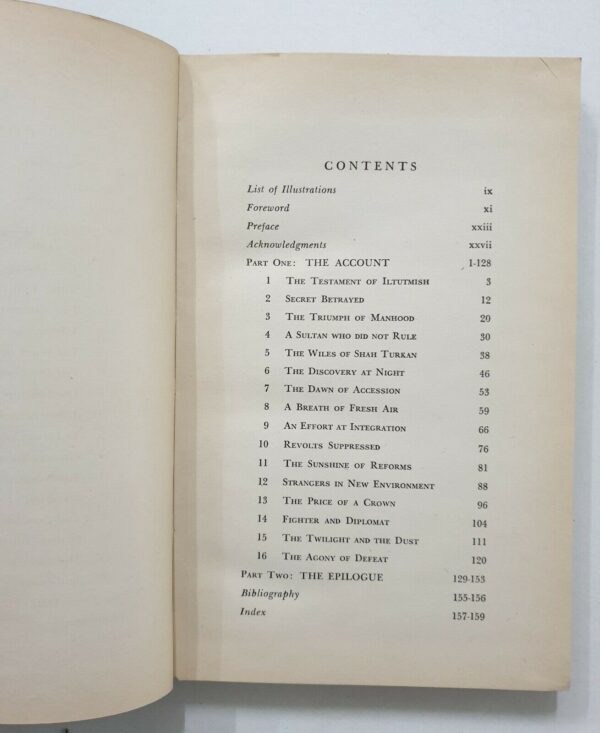 CONTENTS
List of Illustrations ix
Foreword xi
Preface xxiii
Acknowledgments xxvii
PART ONE: THE ACCOUNT 1-128
1 THE TESTAMENT OF ILTUTMISH 3
2 SECRET BETRAYED 12
3 THE TRIUMPH OF MANHOOD 20
4 A SULTAN WHO DID NOT RULE 30
5 THE WILES OF SHAH TURKAN 38
6 THE DISCOVERY AT NIGHT 46
7 THE DAWN OF ACCESSION 53
8 A BREATH OF FRESH AIR 59
9 AN EFFORT AT INTEGRATION 66
10 REVOLTS SUPPRESSED 76
11 THE SUNSHINE OF REFORMS 81
12 STRANGERS IN NEW ENVIRONMENT 88
13 THE PRICE OF A CROWN 96
14 FIGHTER AND DIPLOMAT 104
15 THE TWILIGHT AND THE DUST 111
16 THE AGONY OF DEFEAT 120
PART TWO: THE EPILOGUE 129-153
Bibliography 155-156
Index 157-159